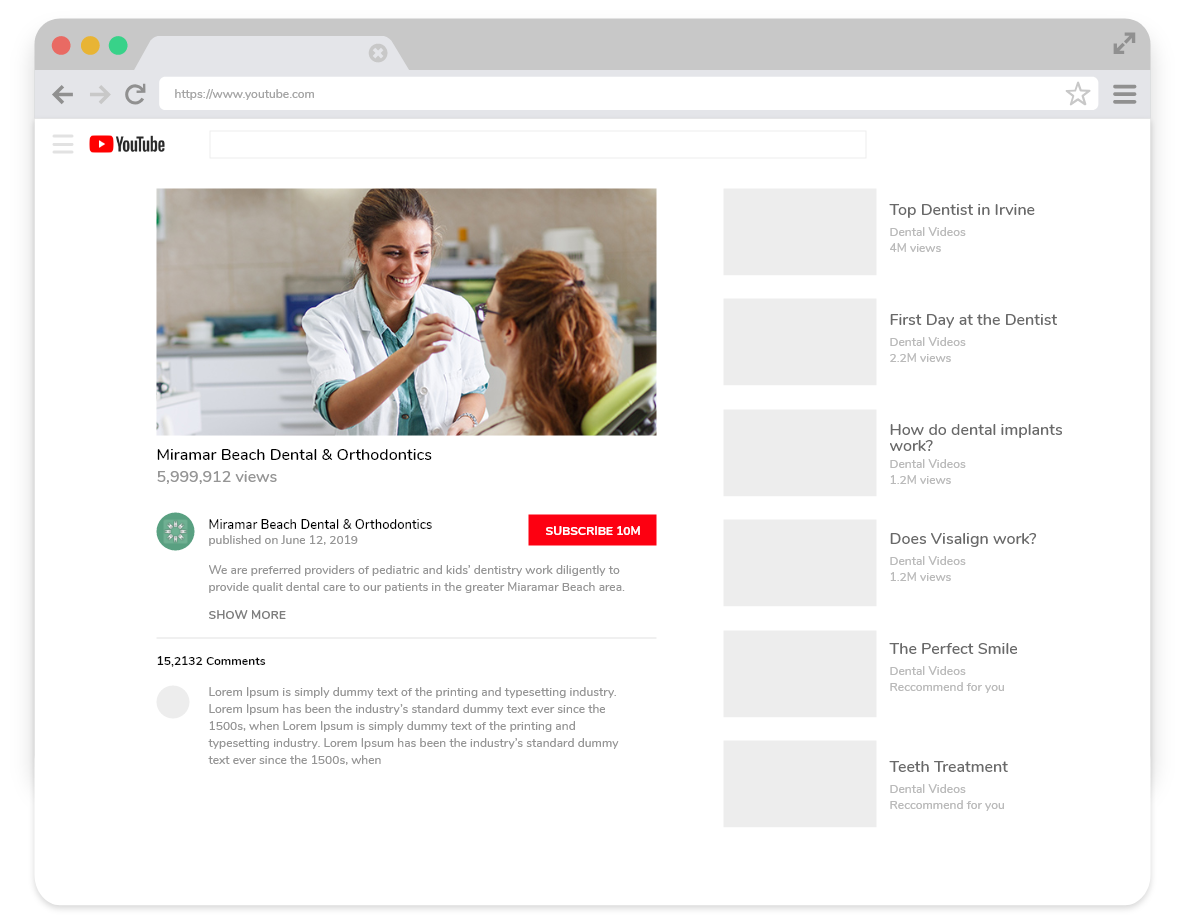 https://www.youtube.com
YouTube
Miramar Beach Dental & Orthodontics
5,999,912 views
Miramar Beach Dental & Orthodontics
published on June 12, 2019
SUBSCRIBE 10M
We are preferred providers of pediatric and kids' dentistry work diligently to
provide qualit dental care to our patients in the greater Miaramar Beach area.
SHOW MORE
15,2132 Comments
Lorem Ipsum is simply dummy text of the printing and typesetting industry.
Lorem Ipsum has been the industry's standard dummy text ever since the
1500s, when Lorem Ipsum is simply dummy text of the printing and
typesetting industry. Lorem Ipsum has been the industry's standard dummy
text ever since the 1500s, when
Top Dentist in Irvine
Dental Videos
4M views
First Day at the Dentist
Dental Videos
2.2M views
How do dental implants
work?
Dental Videos
1.2M views
Does Visalign work?
Dental Videos
1.2M views
The Perfect Smile
Dental Videos
Reccommend for you
Teeth Treatment
Dental Videos
Reccommend for you